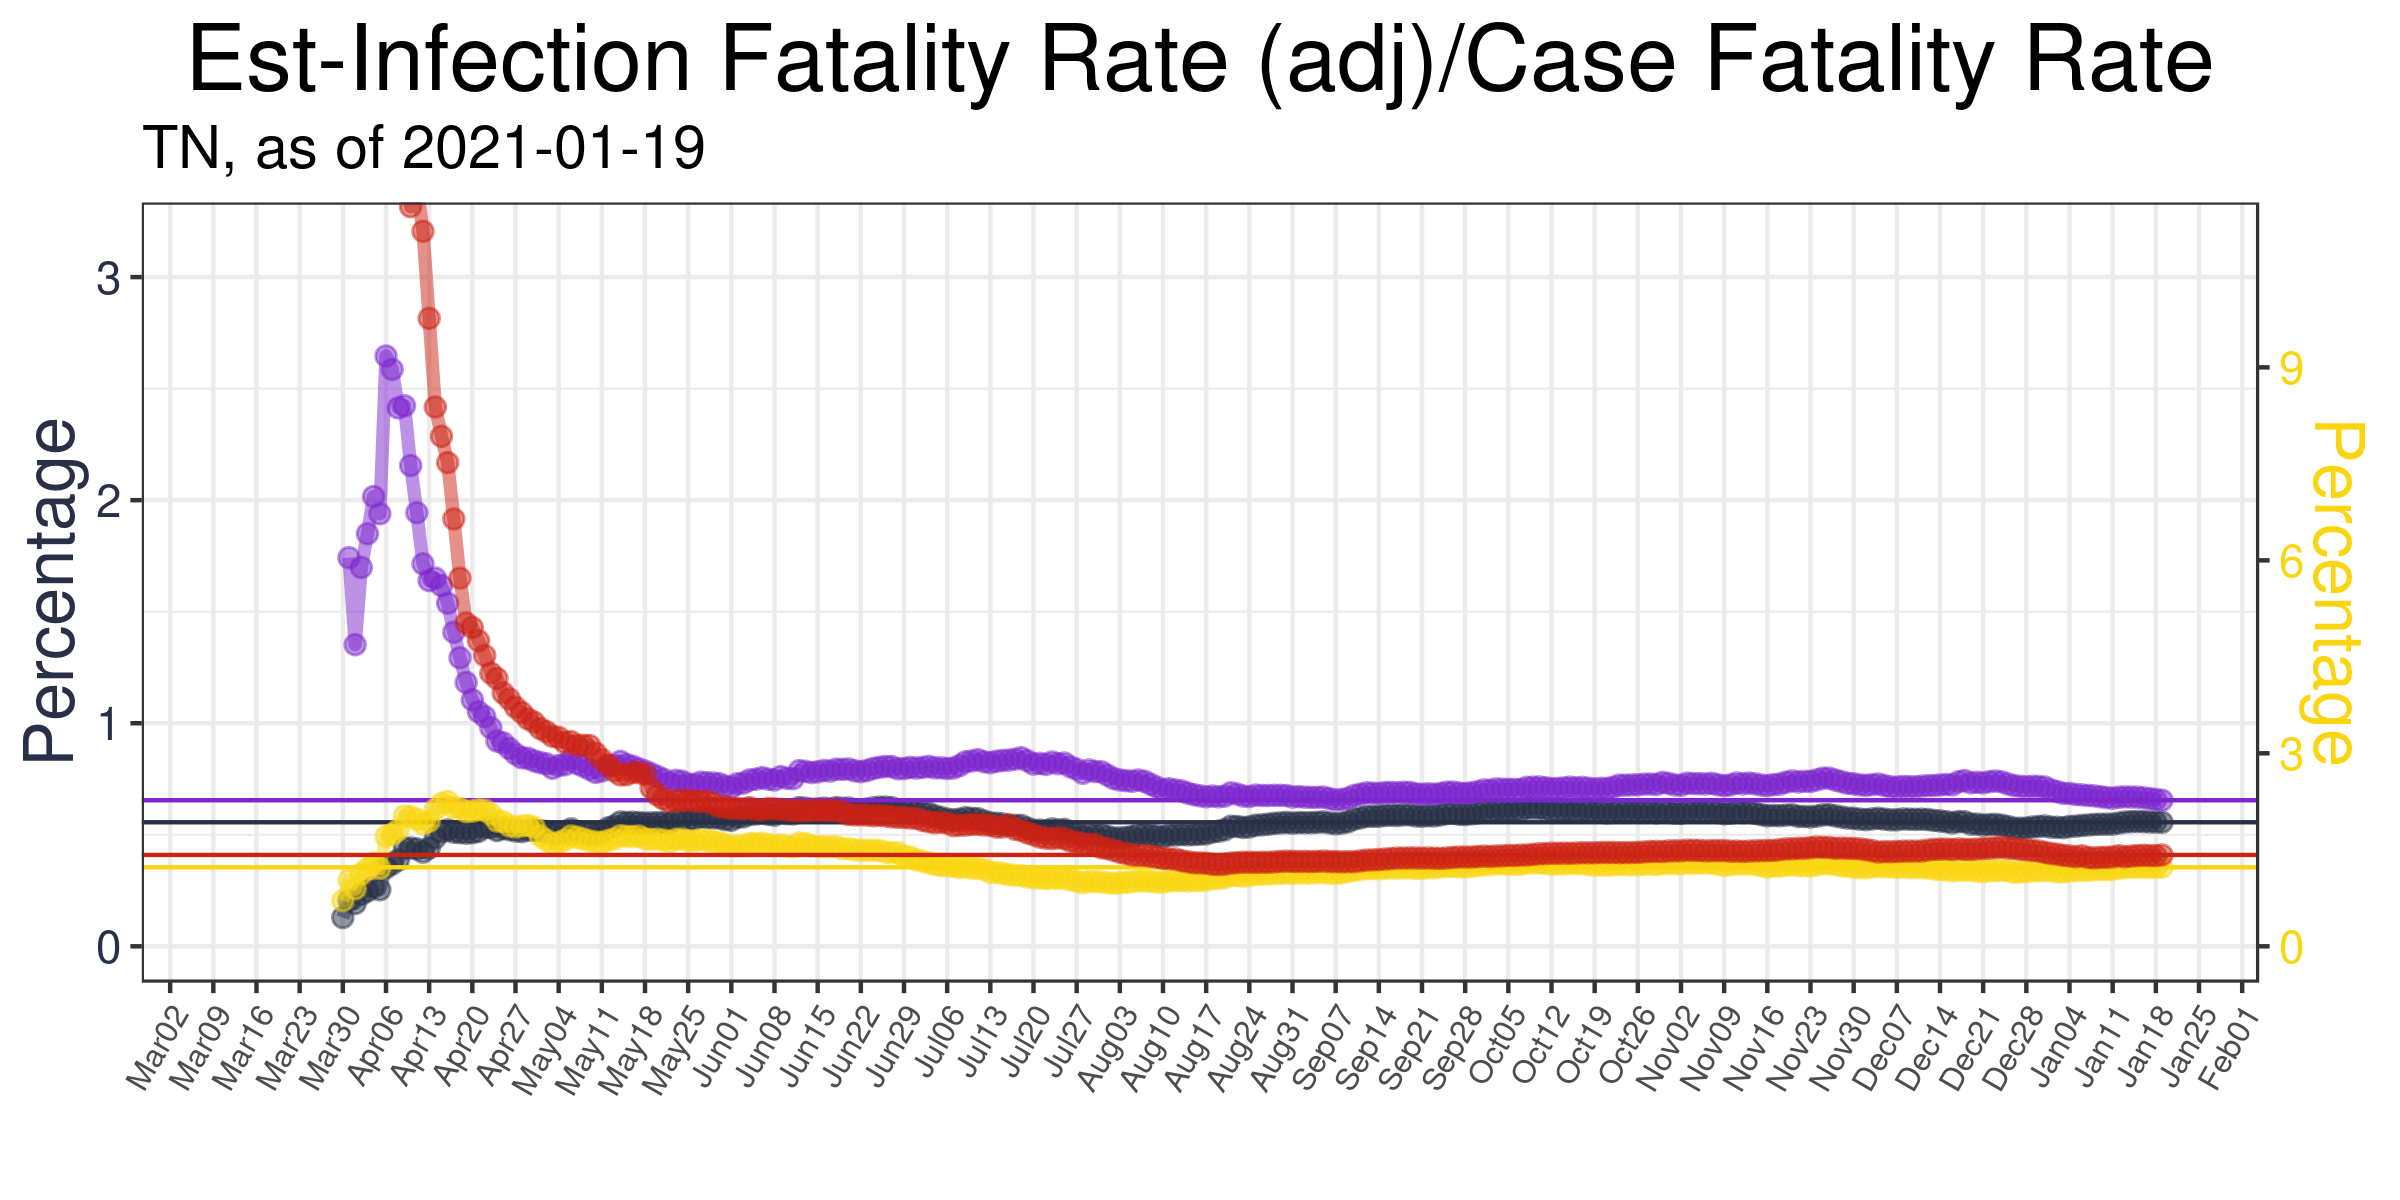 Est-Infection Fatality Rate (adj)/Case Fatality Rate
TN, as of 2021-01-19
Percentage
3
2
1
0
9
6
3
0
Percentage
Mar02
Mar09
Mar16
Mar23
Mar30
Apr06
Apr13
Apr20
Apr27
May04
May11
May18
May25
Jun01
Jun08
Jun15
Jun22
Jun29
Jul06
Jul13
Jul20
Jul27
Aug03
Aug10
Aug17
Aug24
Aug31
Sep07
Sep14
Sep21
Sep28
Oct05
Oct12
Oct19
Oct26
Nov02
Nov09
Nov16
Nov23
Nov30
Dec07
Dec14
Dec21
Dec28
Jan04
Jan11
Jan18
Jan25
Feb01